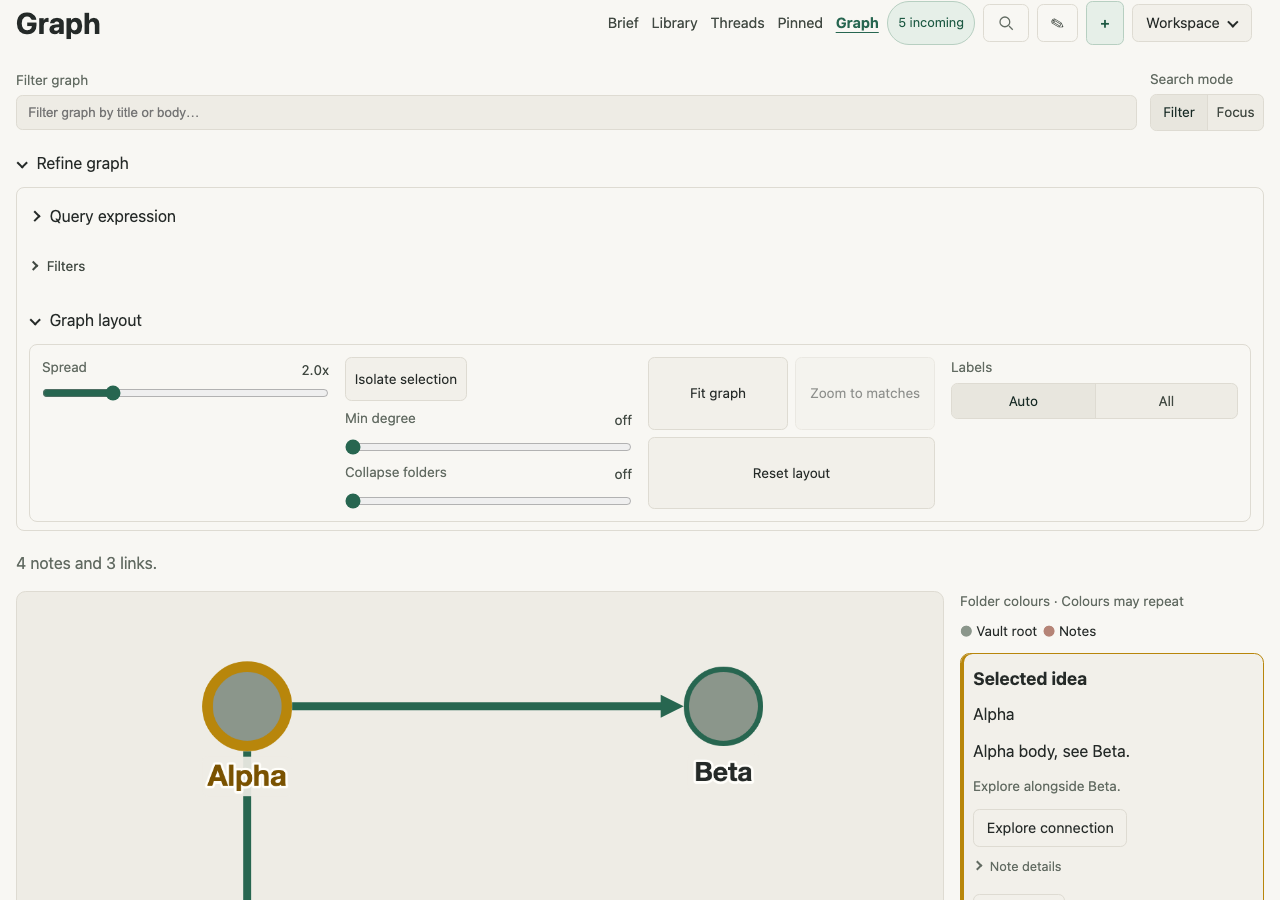 Graph
Brief Library Threads Pinned Graph 5 incoming + Workspace
Filter graph
Search mode
Filter graph by title or body…
Filter Focus
Refine graph
Query expression
Filters
Graph layout
Spread 2.0x
Isolate selection
Min degree off
Collapse folders off
Fit graph
Zoom to matches
Reset layout
Labels
Auto All
4 notes and 3 links.
Alpha
Beta
Folder colours · Colours may repeat
Vault root Notes
Selected idea
Alpha
Alpha body, see Beta.
Explore alongside Beta.
Explore connection
Note details